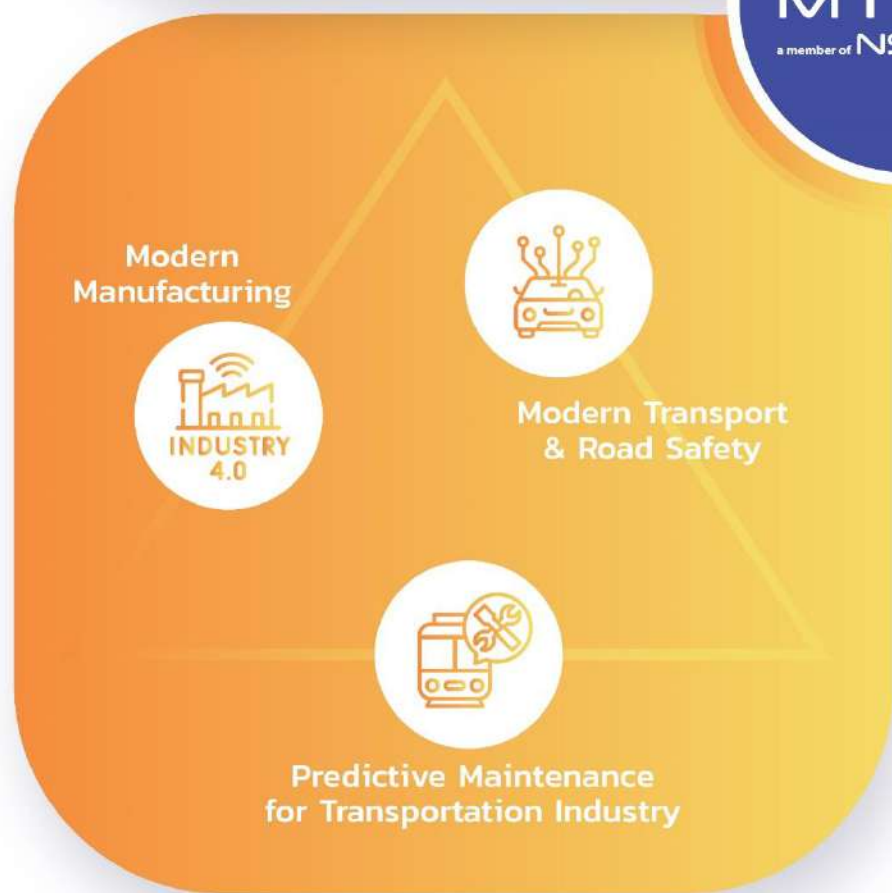 a member of
Modern
Manufacturing
INDUSTRY
4.0
Modern Transport
& Road Safety
Predictive Maintenance
for Transportation Industry